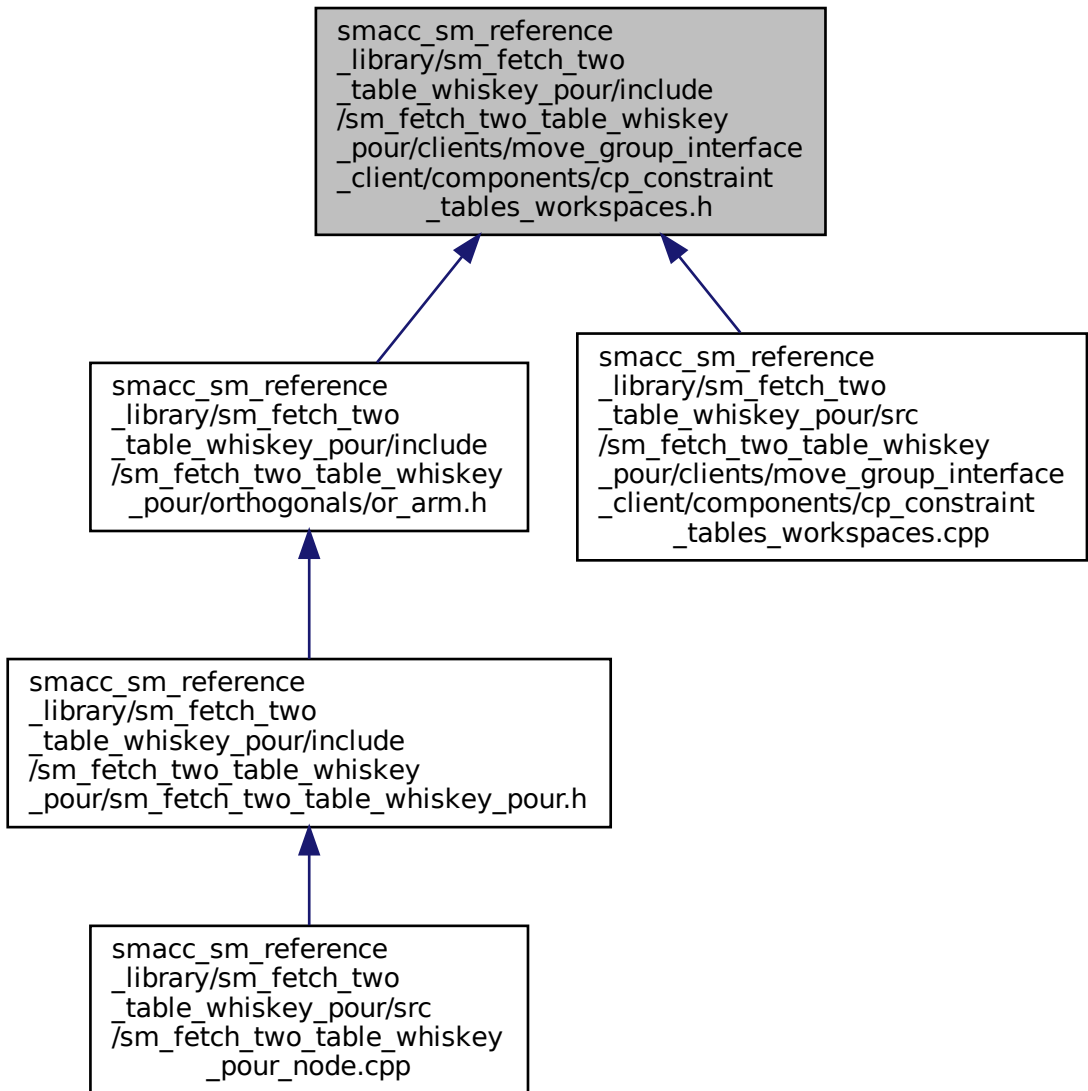 smacc_sm_reference
_library/sm_fetch_two
_table_whiskey_pour/include
/sm_fetch_two_table_whiskey
_pour/clients/move_group_interface
_client/components/cp_constraint
_tables_workspaces.h
smacc_sm_reference
_library/sm_fetch_two
_table_whiskey_pour/include
/sm_fetch_two_table_whiskey
_pour/orthogonals/or_arm.h
smacc_sm_reference
_library/sm_fetch_two
_table_whiskey_pour/src
/sm_fetch_two_table_whiskey
_pour/clients/move_group_interface
_client/components/cp_constraint
_tables_workspaces.cpp
smacc_sm_reference
_library/sm_fetch_two
_table_whiskey_pour/include
/sm_fetch_two_table_whiskey
_pour/sm_fetch_two_table_whiskey_pour.h
smacc_sm_reference
_library/sm_fetch_two
_table_whiskey_pour/src
/sm_fetch_two_table_whiskey
_pour_node.cpp